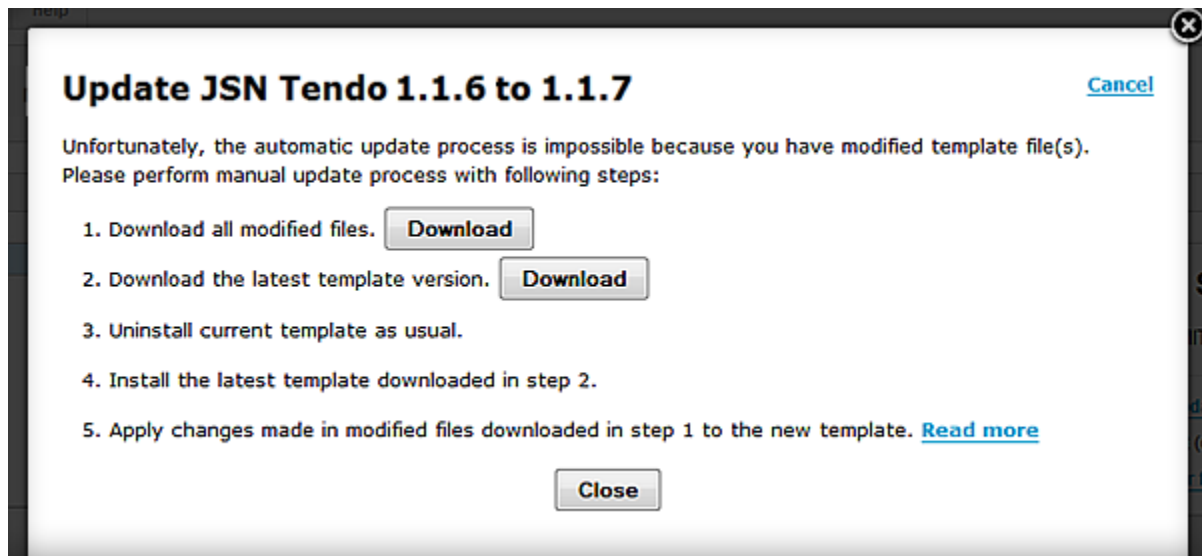 help
Update JSN Tendo 1.1.6 to 1.1.7
Cancel
Unfortunately, the automatic update process is impossible because you have modified template file(s).
Please perform manual update process with following steps:
1. Download all modified files. Download
2. Download the latest template version. Download
3. Uninstall current template as usual.
4. Install the latest template downloaded in step 2.
5. Apply changes made in modified files downloaded in step 1 to the new template. Read more
Close